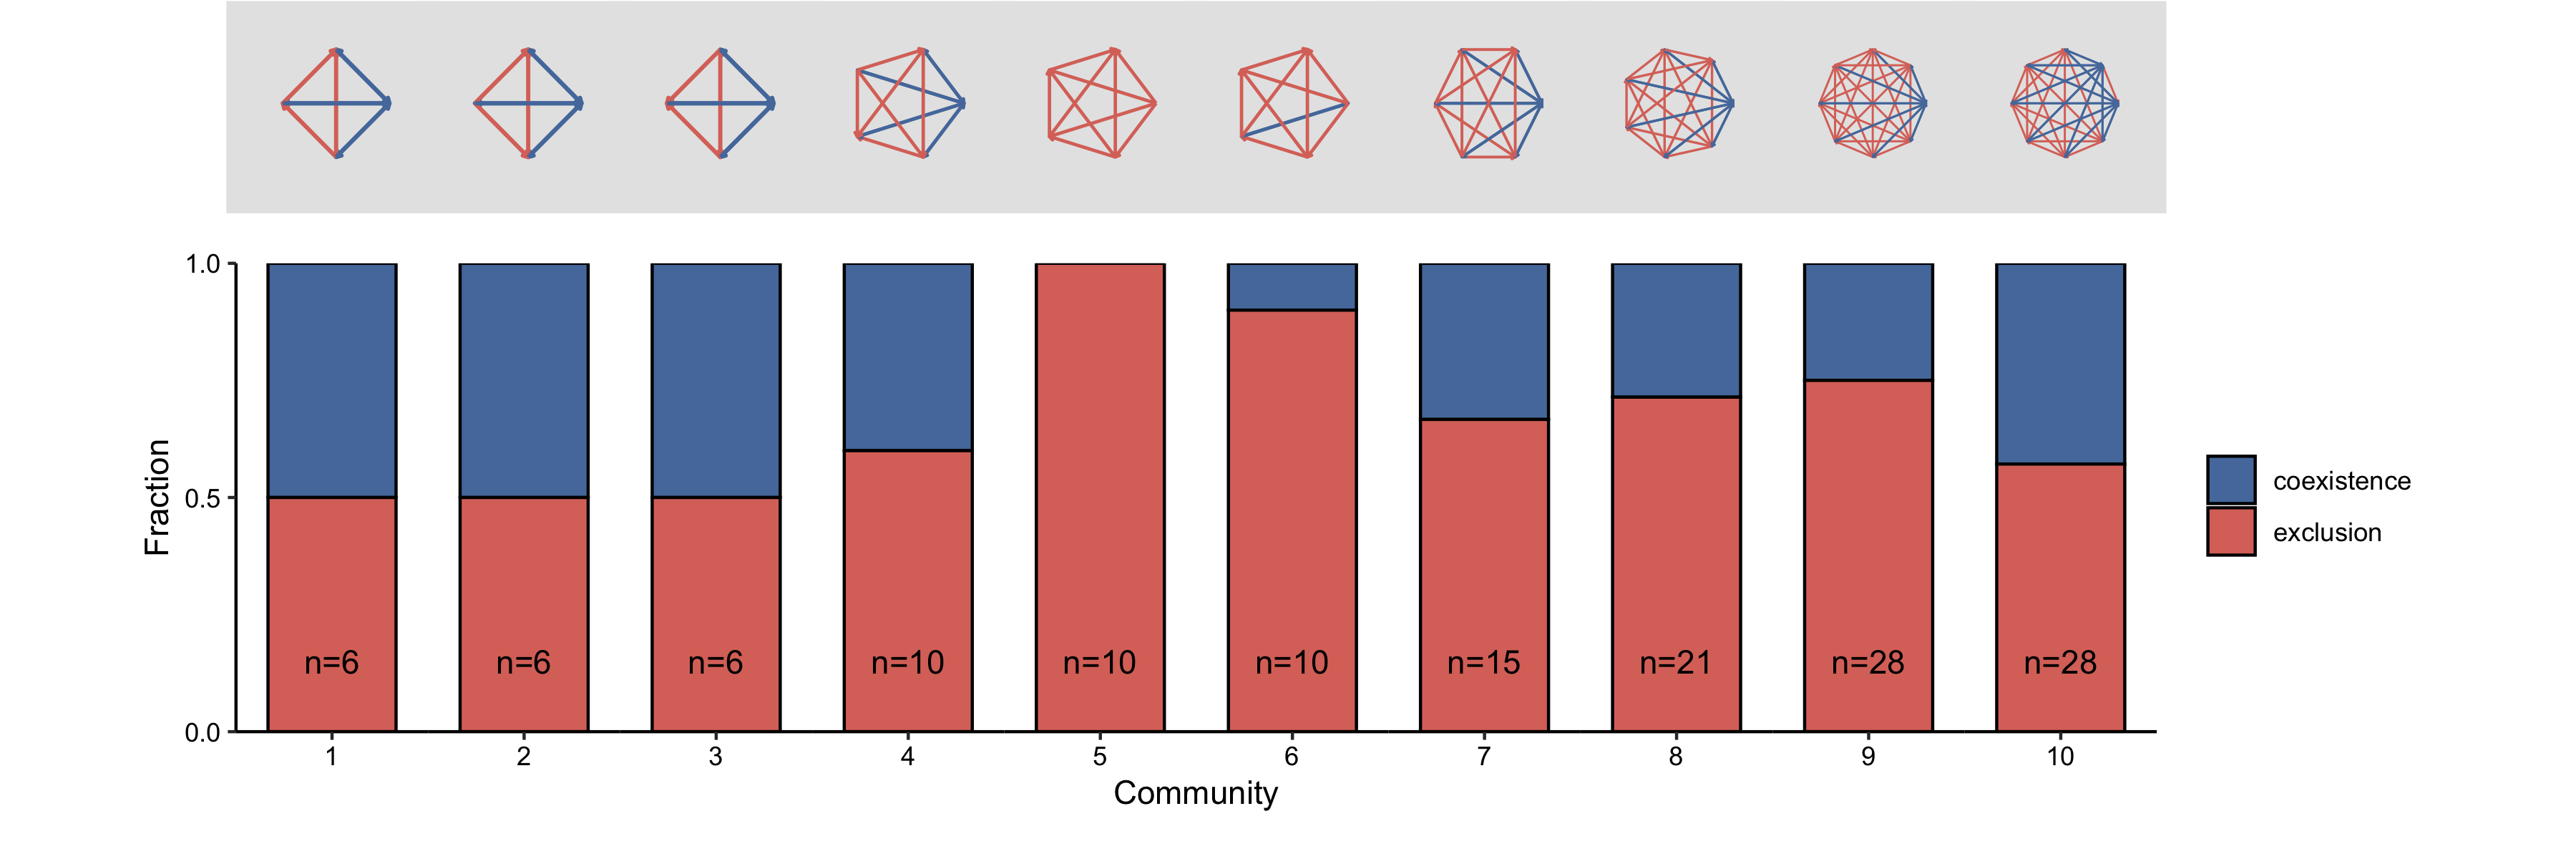 1.0
0.5
0.0
Fraction
n=6
n=6
n=6
n=10
n=10
n=10
n=15
n=21
n=28
n=28
1
2
3
4
5
6
7
8
9
10
Community
coexistence
exclusion